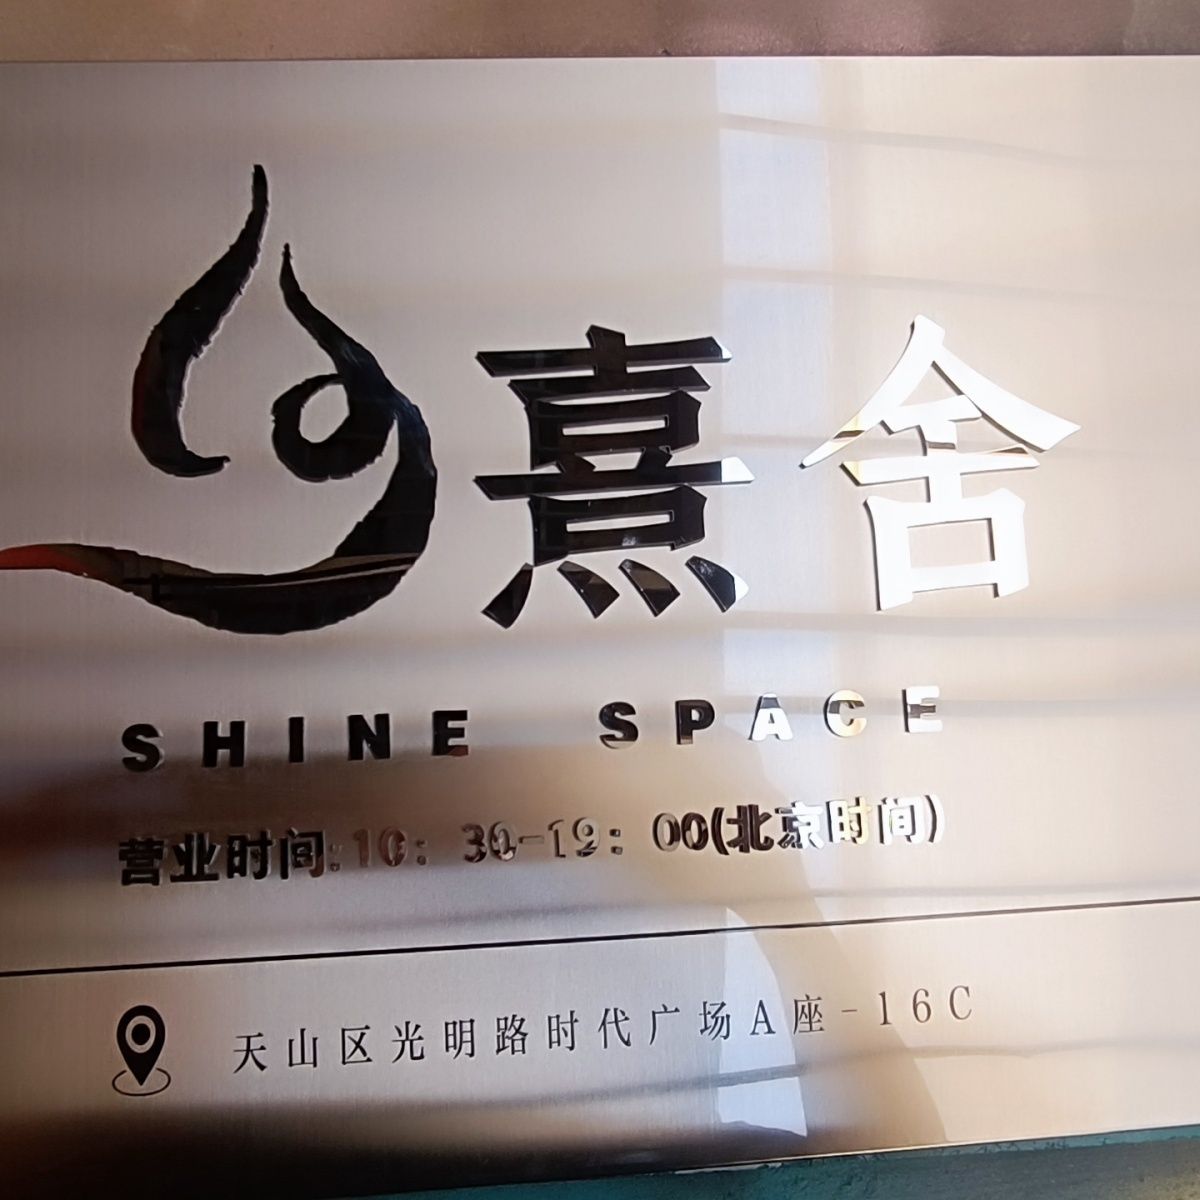 熹舍
SHINE SPACE
营业时间:10：30-19：00(北京时间)
天山区光明路时代广场A座-16C